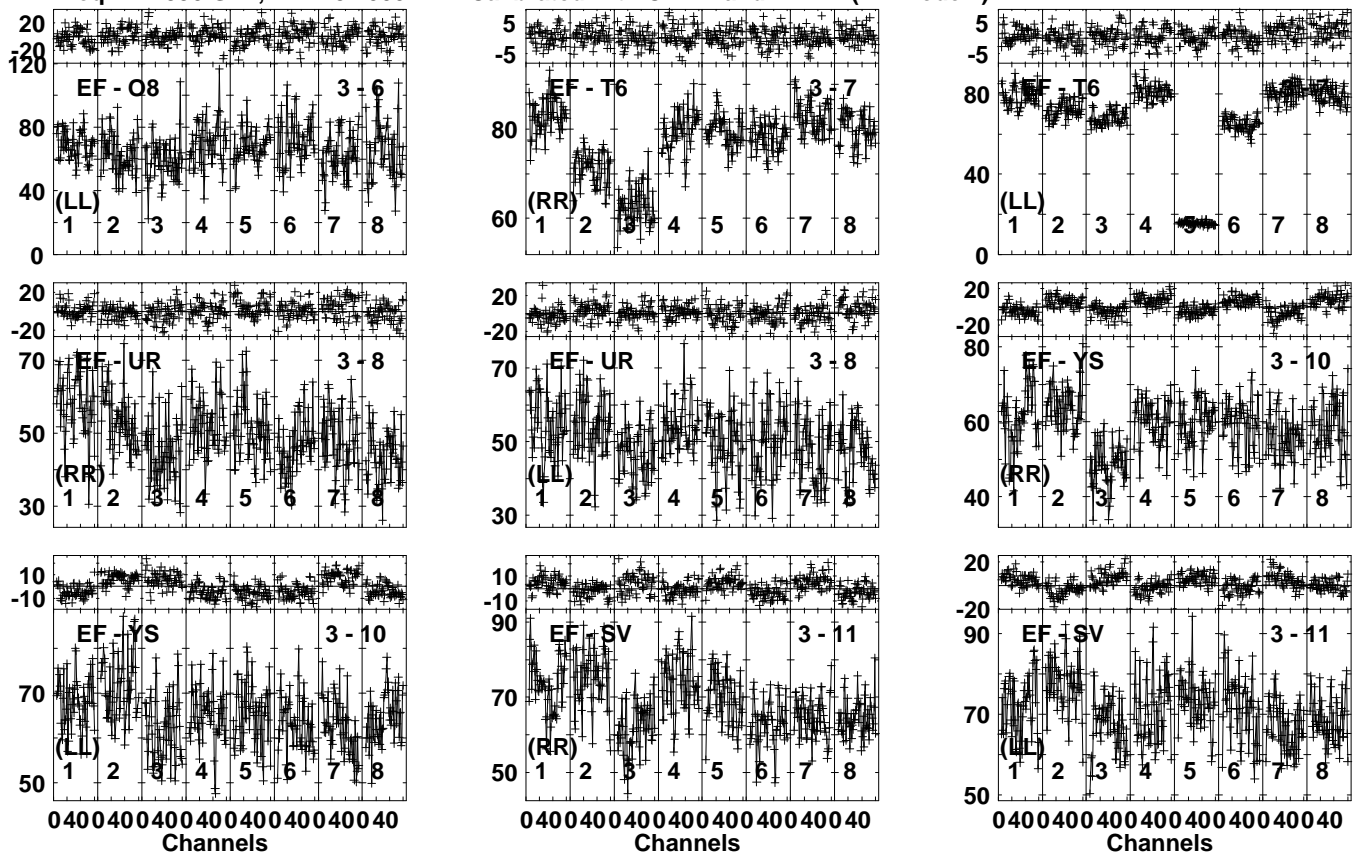 20 5 5
-20 -5 -5
120
EF - O8 3 - 6 EF - T6 3 - 7 EF - T6
80 80 80
40 60 40
(LL) (RR) (LL)
1 2 3 4 5 6 7 8 1 2 3 4 5 6 7 8 1 2 3 4 5 6 7 8
0 0
20 20 20
-20 -20 -20
70 EF - UR 3 - 8 70 EF - UR 3 - 8 80 EF - YS 3 - 10
50 50 60
(RR) (LL) (RR)
1 2 3 4 5 6 7 8 1 2 3 4 5 6 7 8 1 2 3 4 5 6 7 8
30 30 40
10 10 20
-10 -10 -20
EF - YS 3 - 10 90 EF - SV 3 - 11 90 EF - SV 3 - 11
70 70 70
(LL) (RR) (LL)
1 2 3 4 5 6 7 8 1 2 3 4 5 6 7 8 1 2 3 4 5 6 7 8
50 50 50
0 40 0 40 0 40 0 40 0 40 0 40 0 40 0 40 0 40 0 40 0 40 0 40 0 40 0 40 0 40 0 40 0 40 0 40 0 40 0 40 0 40 0 40 0 40 0 40
Channels Channels Channels